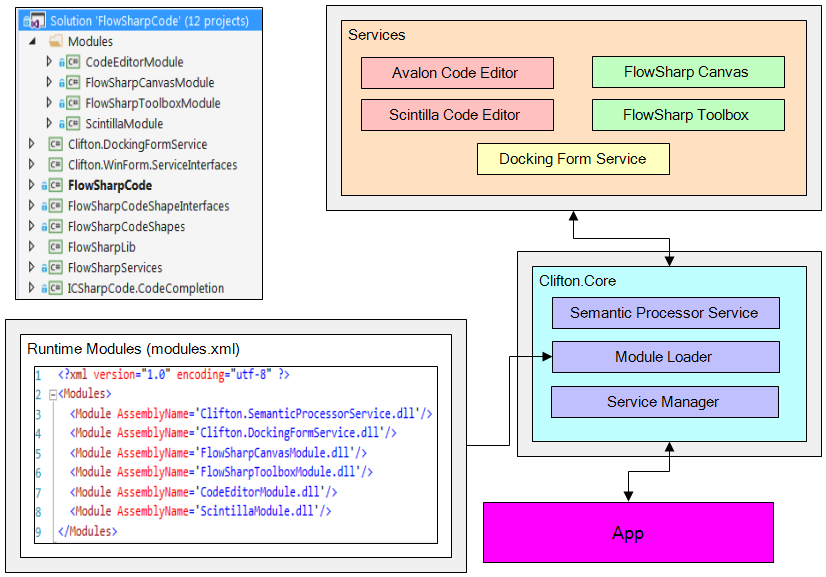 Solution 'FlowSharpCode' (12 projects)
Modules
CodeEditorModule
FlowSharpCanvasModule
FlowSharpToolboxModule
ScintillaModule
Clifton.DockingFormService
Clifton.WinForm.ServiceInterfaces
FlowSharpCode
FlowSharpCodeShapeInterfaces
FlowSharpCodeShapes
FlowSharpLib
FlowSharpServices
ICSharpCode.CodeCompletion
Services
Avalon Code Editor
FlowSharp Canvas
Scintilla Code Editor
FlowSharp Toolbox
Docking Form Service
Clifton.Core
Semantic Processor Service
Module Loader
Service Manager
Runtime Modules (modules.xml)
1 <?xml version="1.0" encoding="utf-8" ?>
2 <Modules>
3 <Module AssemblyName='Clifton.SemanticProcessorService.dll'/>
4 <Module AssemblyName='Clifton.DockingFormService.dll'/>
5 <Module AssemblyName='FlowSharpCanvasModule.dll'/>
6 <Module AssemblyName='FlowSharpToolboxModule.dll'/>
7 <Module AssemblyName='CodeEditorModule.dll'/>
8 <Module AssemblyName='ScintillaModule.dll'/>
9 </Modules>
App